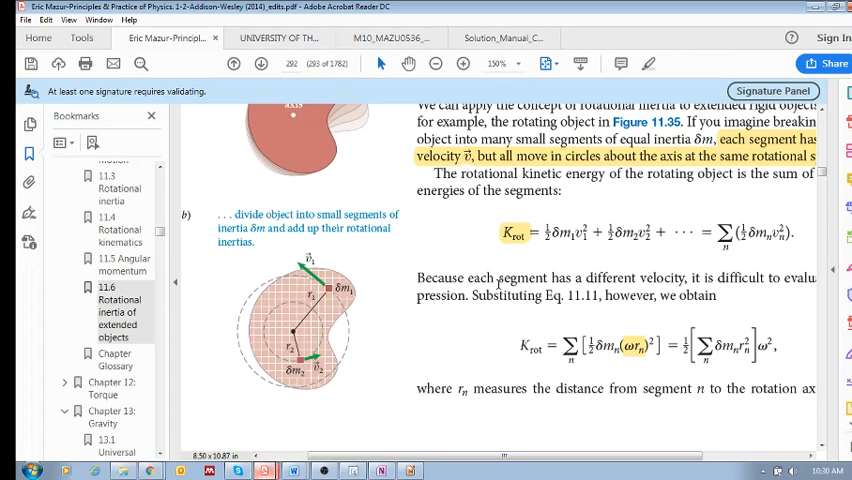 Eric Mazur-Principles & Practice of Physics. 1-2-Addison-Wesley (2014)_edits.pdf - Adobe Acrobat Reader DC
File Edit View Window Help
Home Tools Eric Mazur-Principl... × UNIVERSITY OF TH... M10_MAZU0536_... Solution_Manual_C... Sign In
292 (293 of 1782) 150% Share
At least one signature requires validating. Signature Panel
Bookmarks ×
motion
11.3
Rotational
inertia
11.4
Rotational
kinematics
11.5 Angular
momentum
11.6
Rotational
inertia of
extended
objects
Chapter
Glossary
Chapter 12:
Torque
Chapter 13:
Gravity
13.1
Universal
axis
b) . . . divide object into small segments of
inertia δm and add up their rotational
inertias.
v⃗1
δm1
r1
r2
δm2
v⃗2
We can apply the concept of rotational inertia to extended rigid objects
for example, the rotating object in Figure 11.35. If you imagine breakin
object into many small segments of equal inertia δm, each segment has
velocity v⃗, but all move in circles about the axis at the same rotational s
The rotational kinetic energy of the rotating object is the sum of
energies of the segments:
Krot = ½δm1v1² + ½δm2v2² + · · · = ∑n (½δmnvn²).
Because each segment has a different velocity, it is difficult to evalu
pression. Substituting Eq. 11.11, however, we obtain
Krot = ∑n [½δmn(ωrn)²] = ½[∑n δmnrn²]ω²,
where rn measures the distance from segment n to the rotation ax
8.50 x 10.87 in
10:30 AM